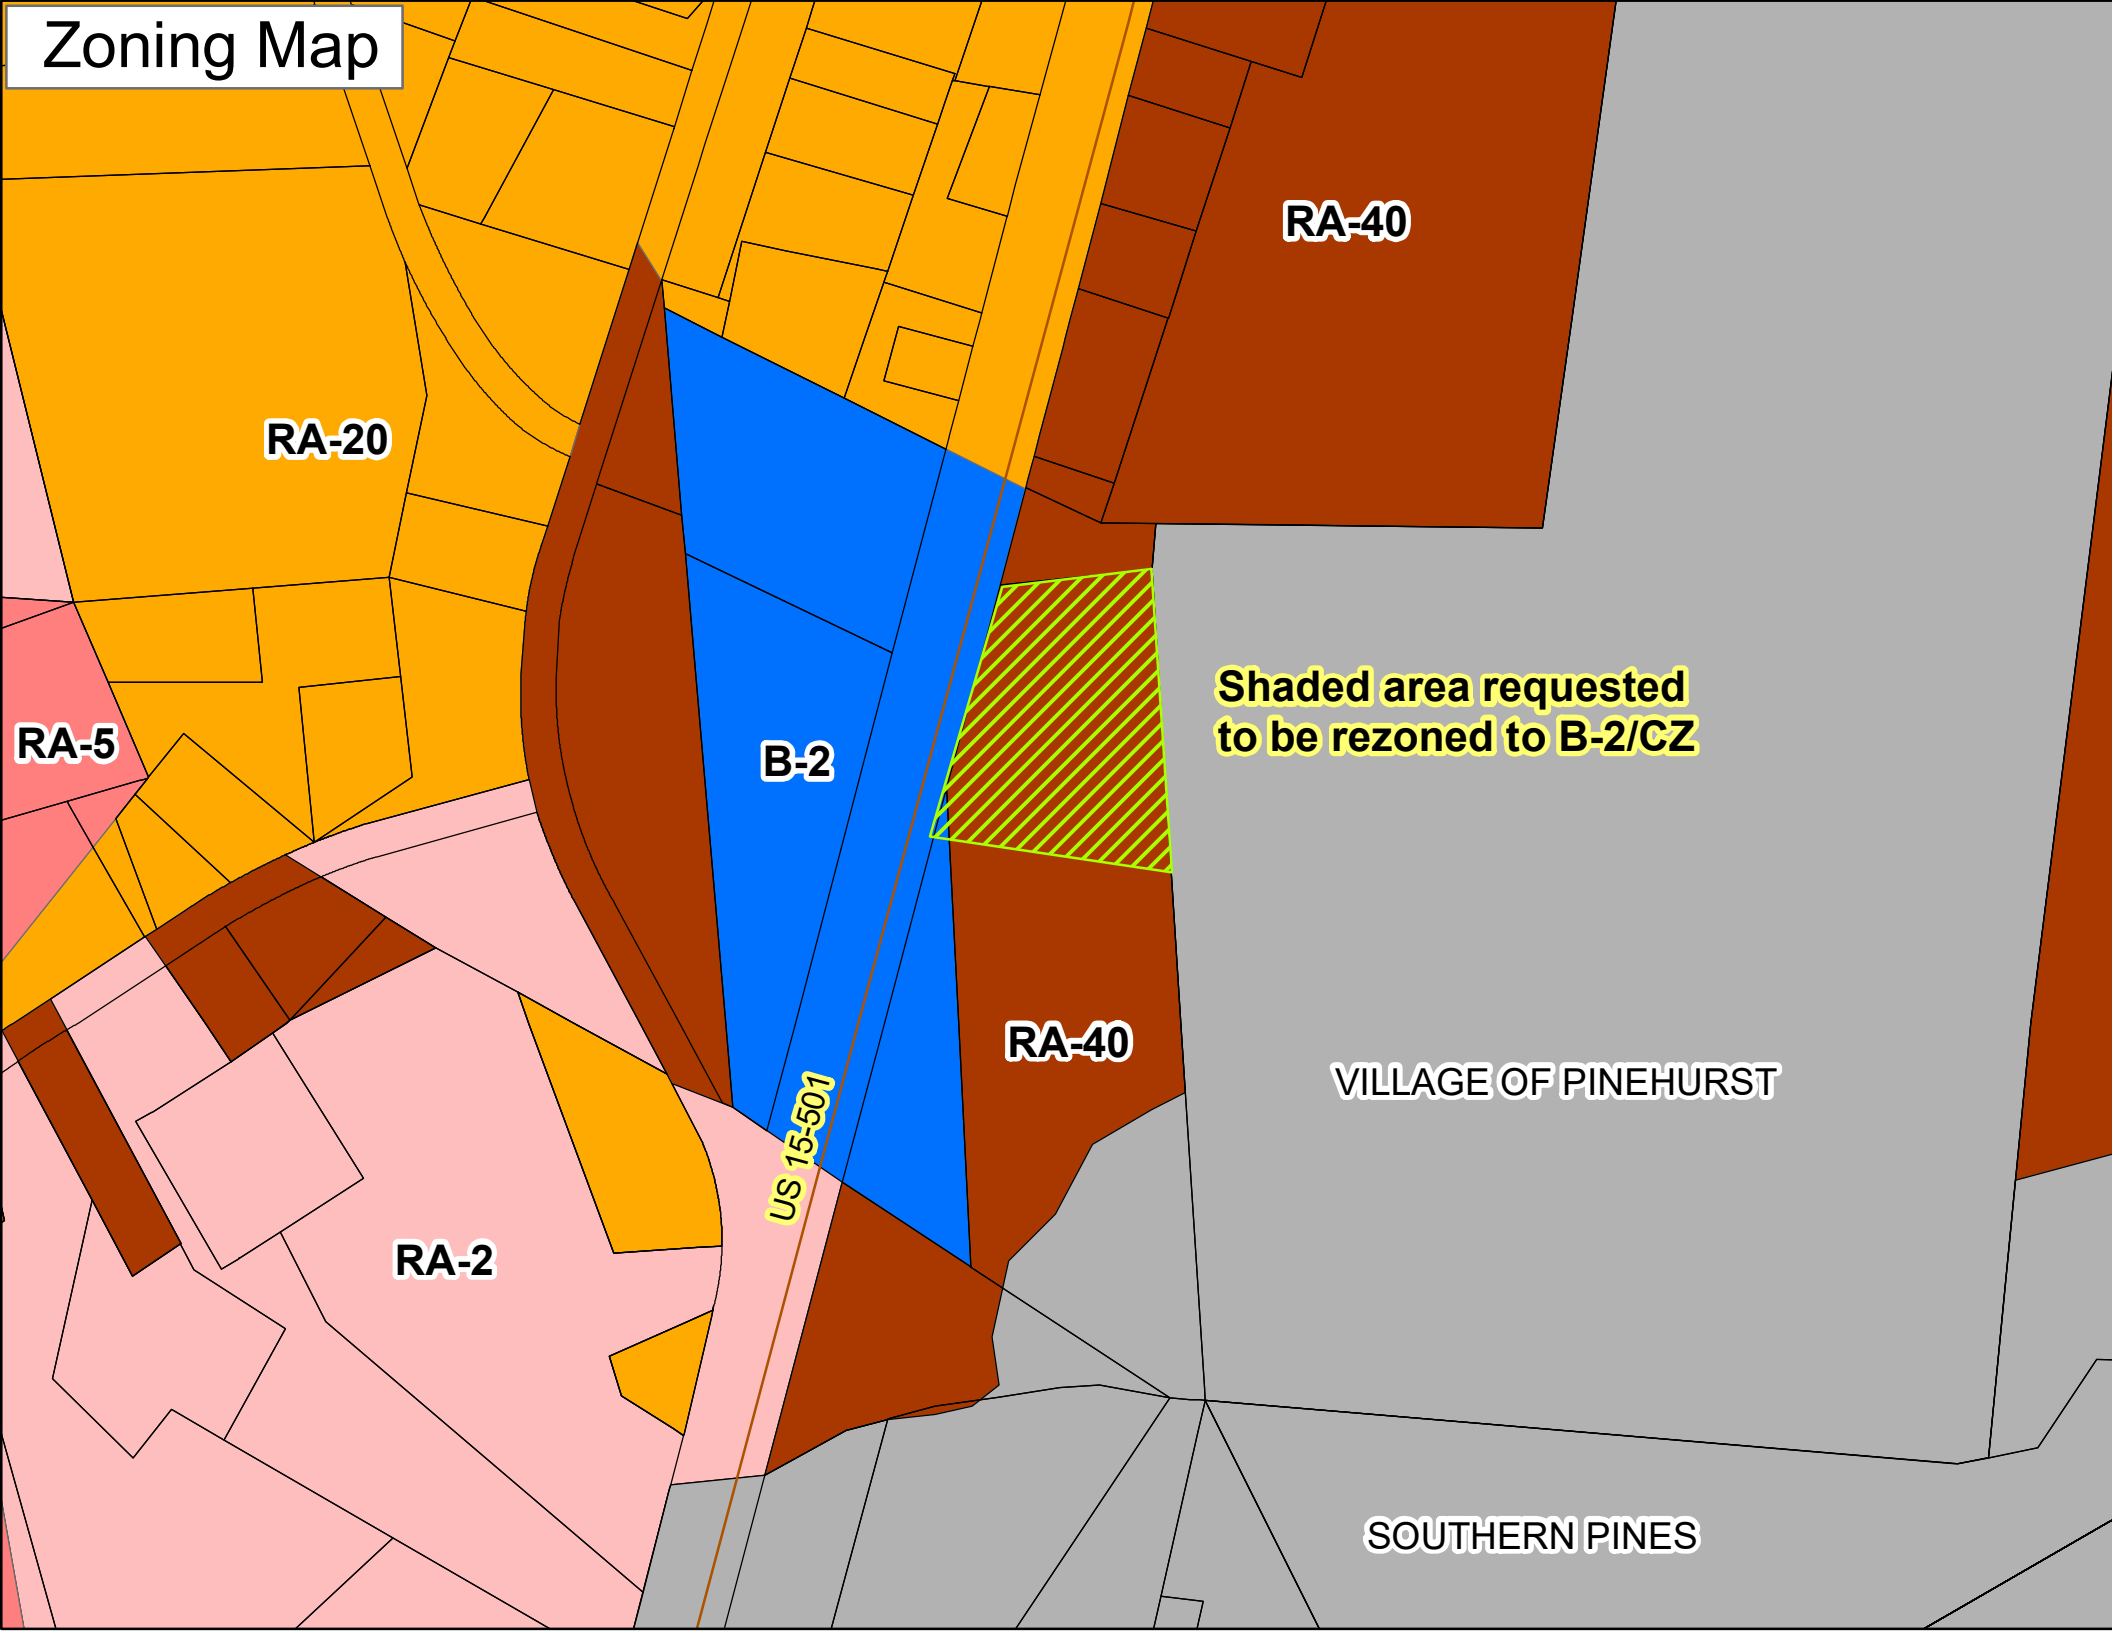 Zoning Map
RA-40
RA-20
Shaded area requested
to be rezoned to B-2/CZ
RA-5
B-2
RA-40
VILLAGE OF PINEHURST
US 15-501
RA-2
SOUTHERN PINES